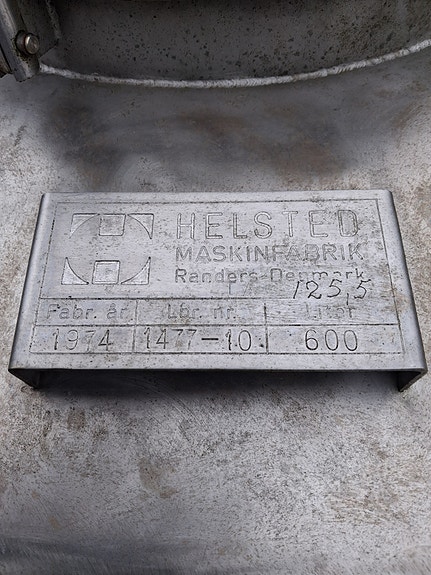 HELSTED
MASKINFABRIK
Randers-Denmark
125,5
Fabr. år. Lbr. nr. Liter
1974 1477-10. 600